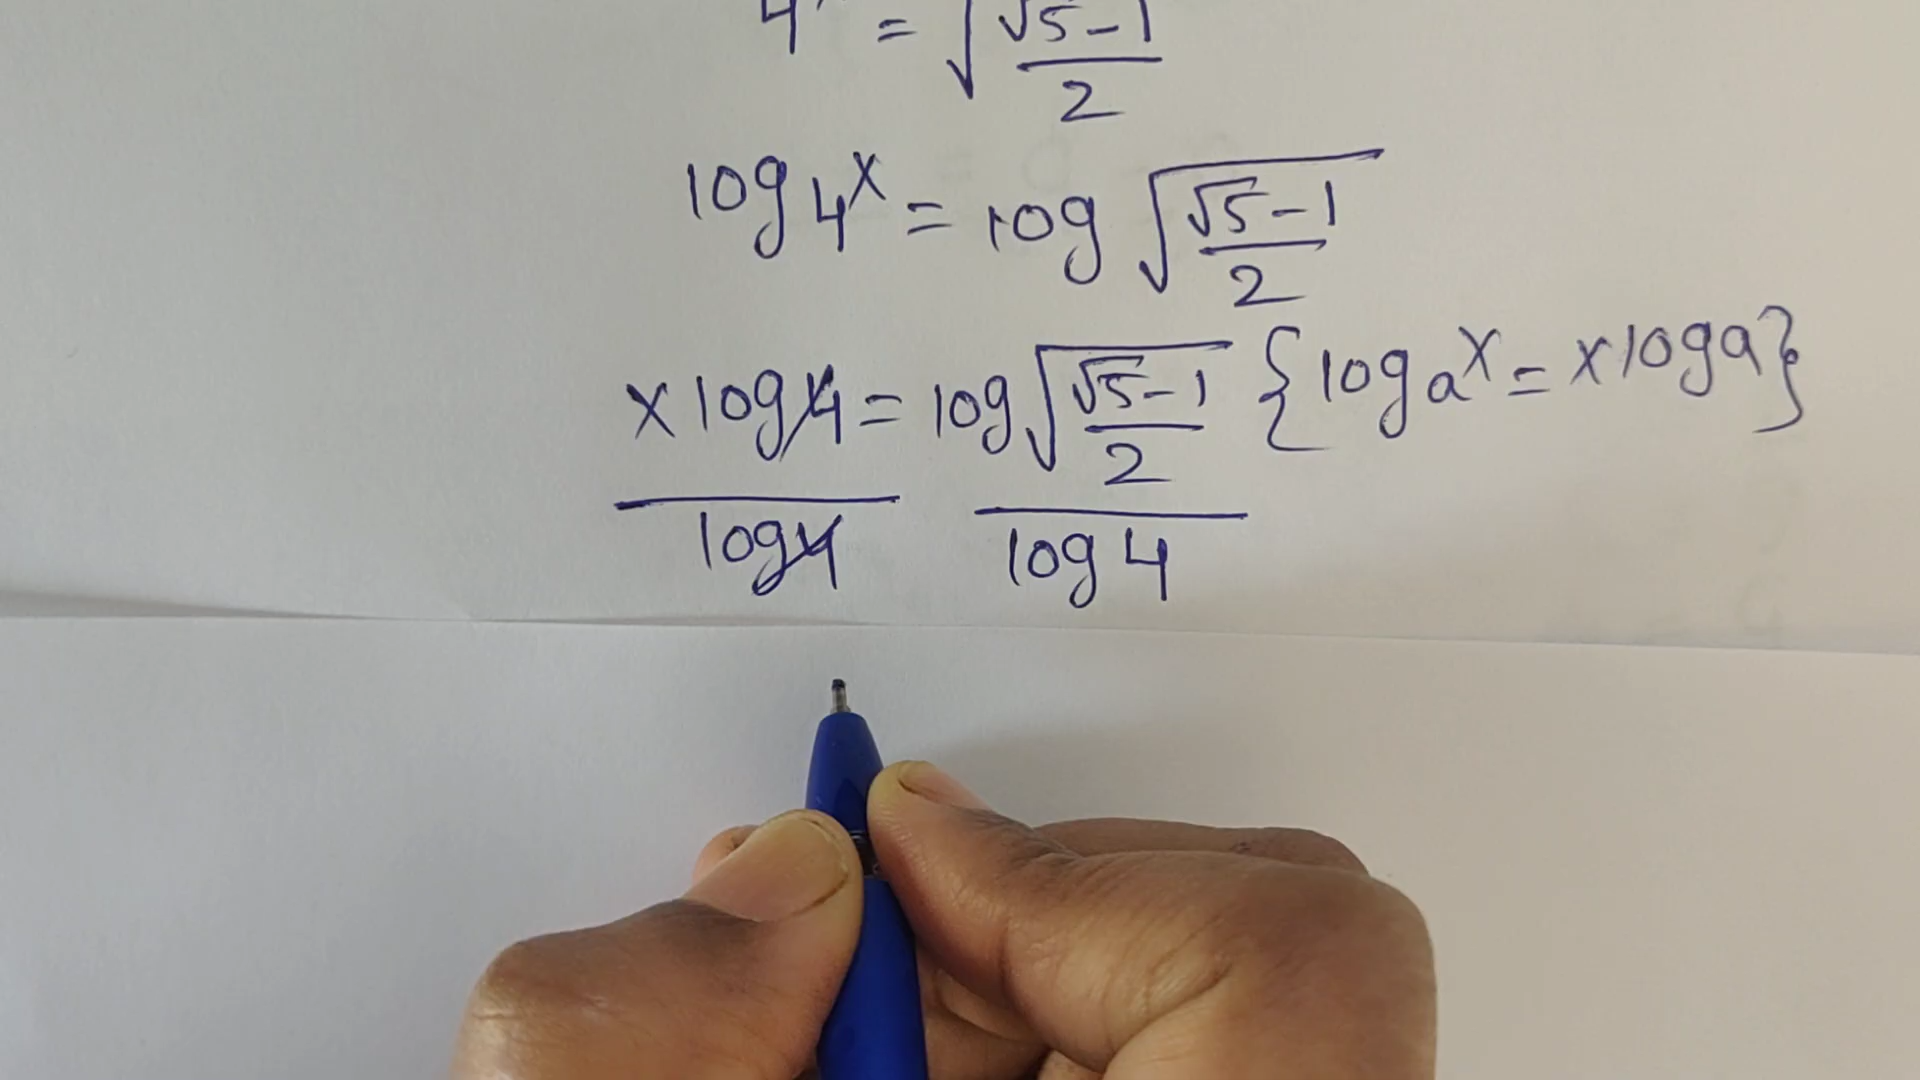 4^x = √((√5-1)/2)
log 4^x = log √((√5-1)/2)
(x log 4)/(log 4) = (log √((√5-1)/2))/(log 4) {log a^x = x log a}